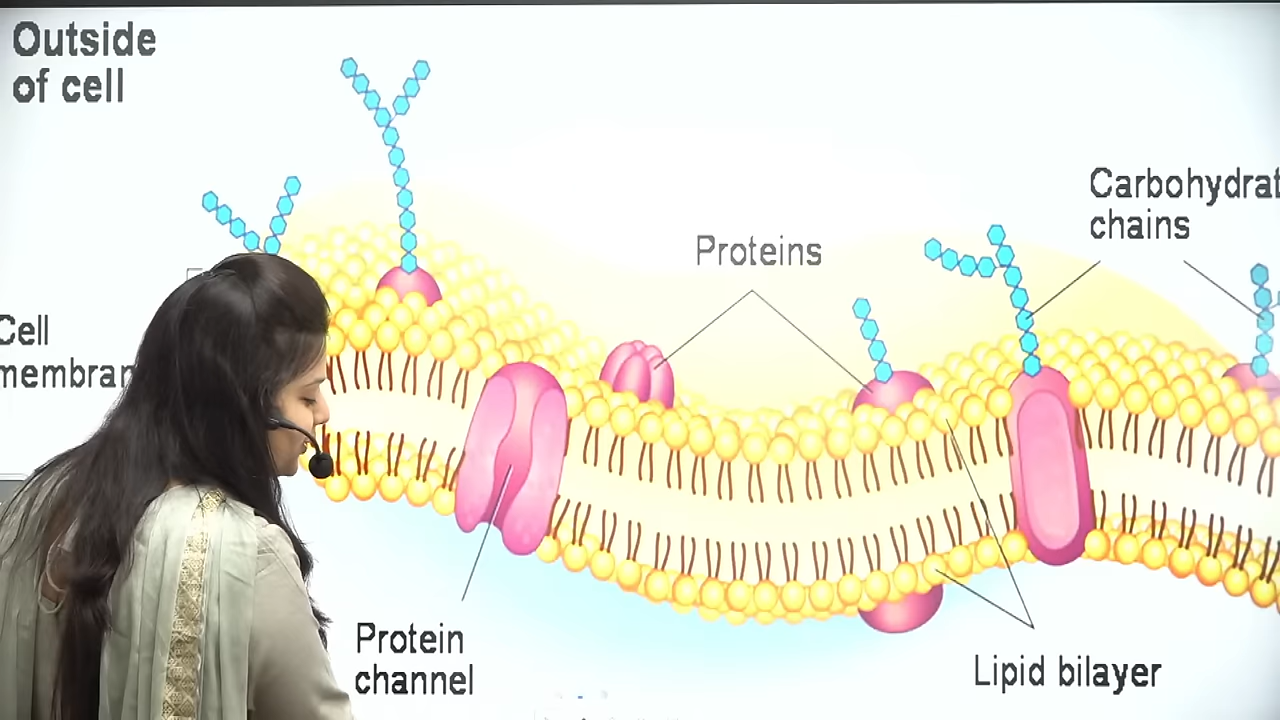 Outside
of cell
Carbohydrat
chains
Proteins
Cell
membran
Protein
channel
Lipid bilayer